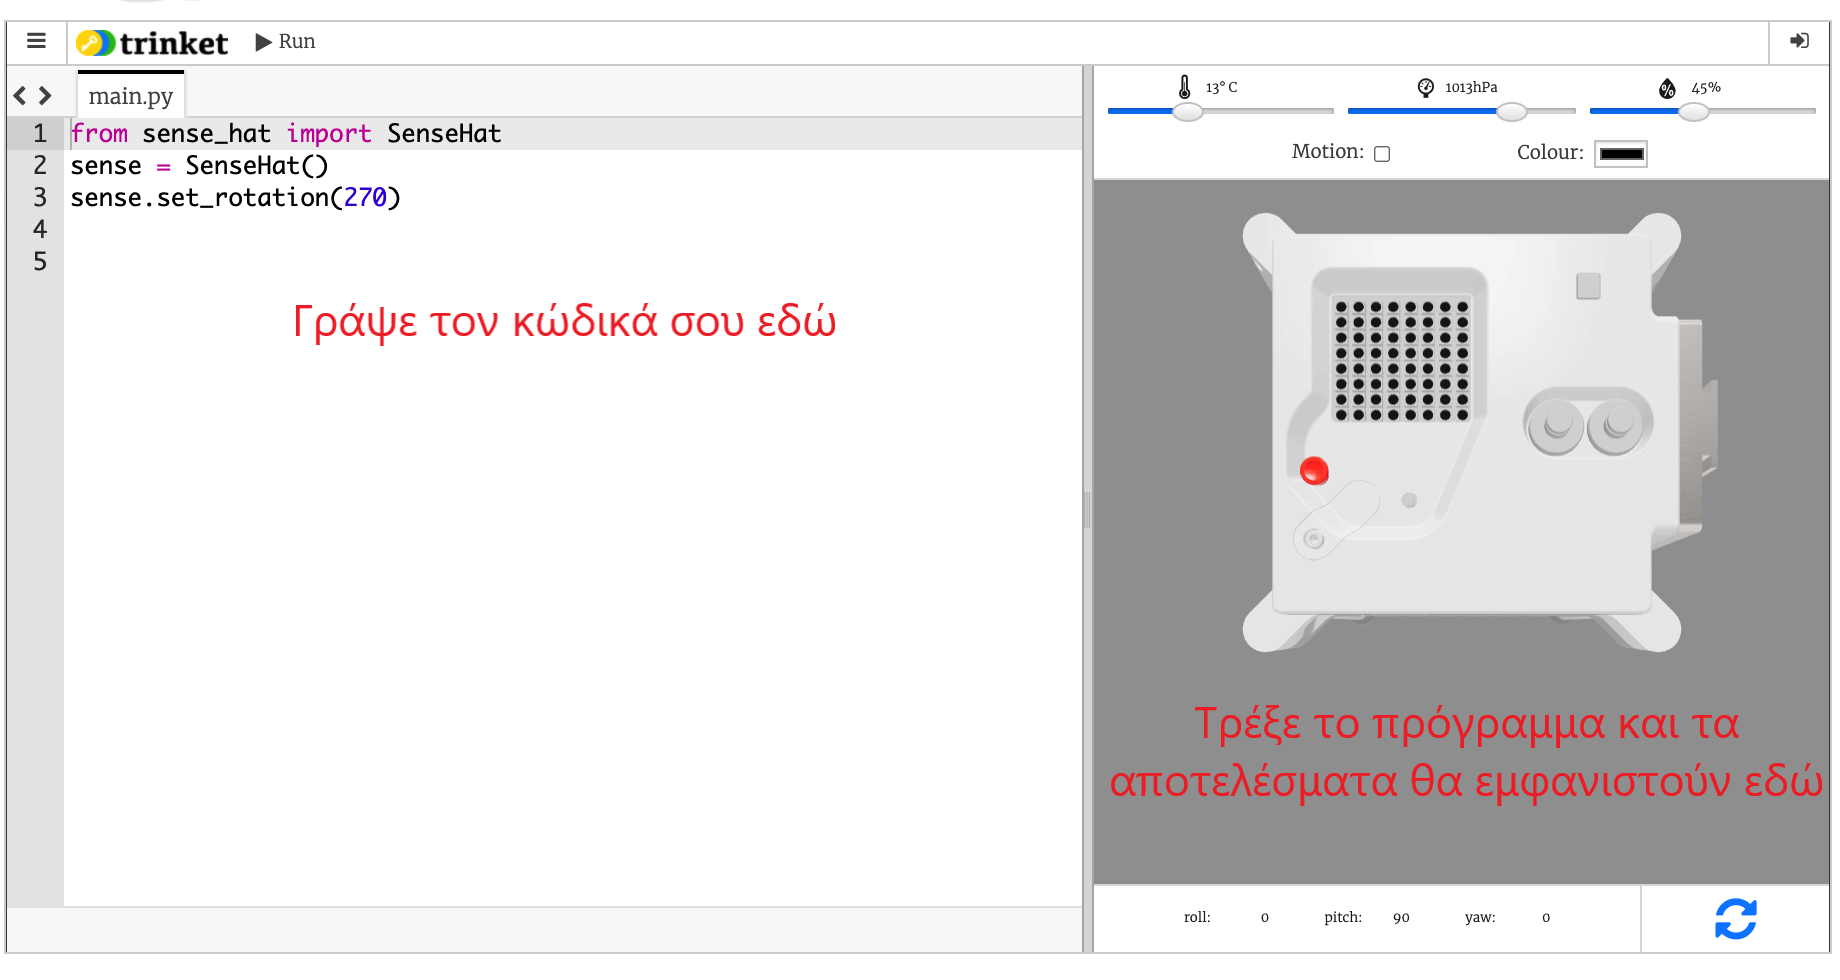 trinket
Run
main.py
1 from sense_hat import SenseHat
2 sense = SenseHat()
3 sense.set_rotation(270)
4
5
Γράψε τον κώδικά σου εδώ
13° C
1013hPa
45%
Motion:
Colour:
Τρέξε το πρόγραμμα και τα
αποτελέσματα θα εμφανιστούν εδώ
roll: 0 pitch: 90 yaw: 0